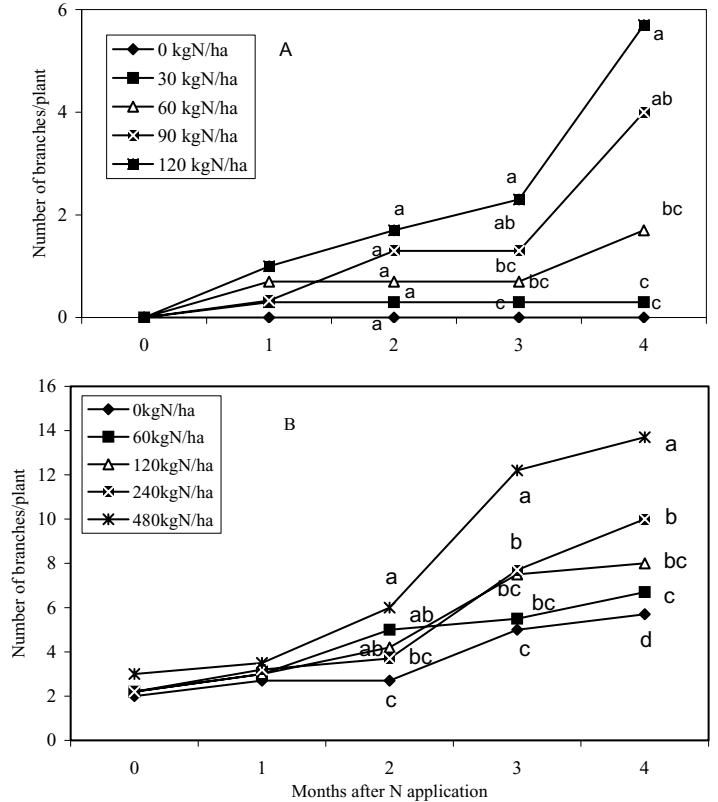 A
0 kgN/ha
30 kgN/ha
60 kgN/ha
90 kgN/ha
120 kgN/ha
Number of branches/plant
6
4
2
0
a
ab
bc
c
c
a
ab
bc
bc
c
a
a
a
a
a
0 1 2 3 4
B
0kgN/ha
60kgN/ha
120kgN/ha
240kgN/ha
480kgN/ha
Number of branches/plant
16
14
12
10
8
6
4
2
0
a
a
b
b
bc
bc
a
c
ab
bc
ab
bc
c
d
c
0 1 2 3 4
Months after N application